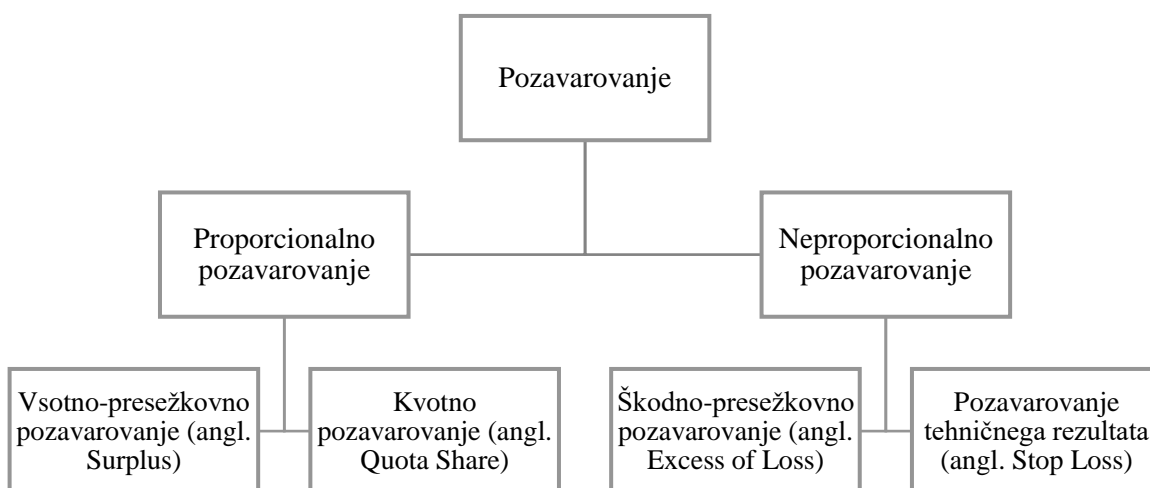 Pozavarovanje
Proporcionalno
pozavarovanje
Neproporcionalno
pozavarovanje
Vsotno-presežkovno
pozavarovanje (angl.
Surplus)
Kvotno
pozavarovanje (angl.
Quota Share)
Škodno-presežkovno
pozavarovanje (angl.
Excess of Loss)
Pozavarovanje
tehničnega rezultata
(angl. Stop Loss)